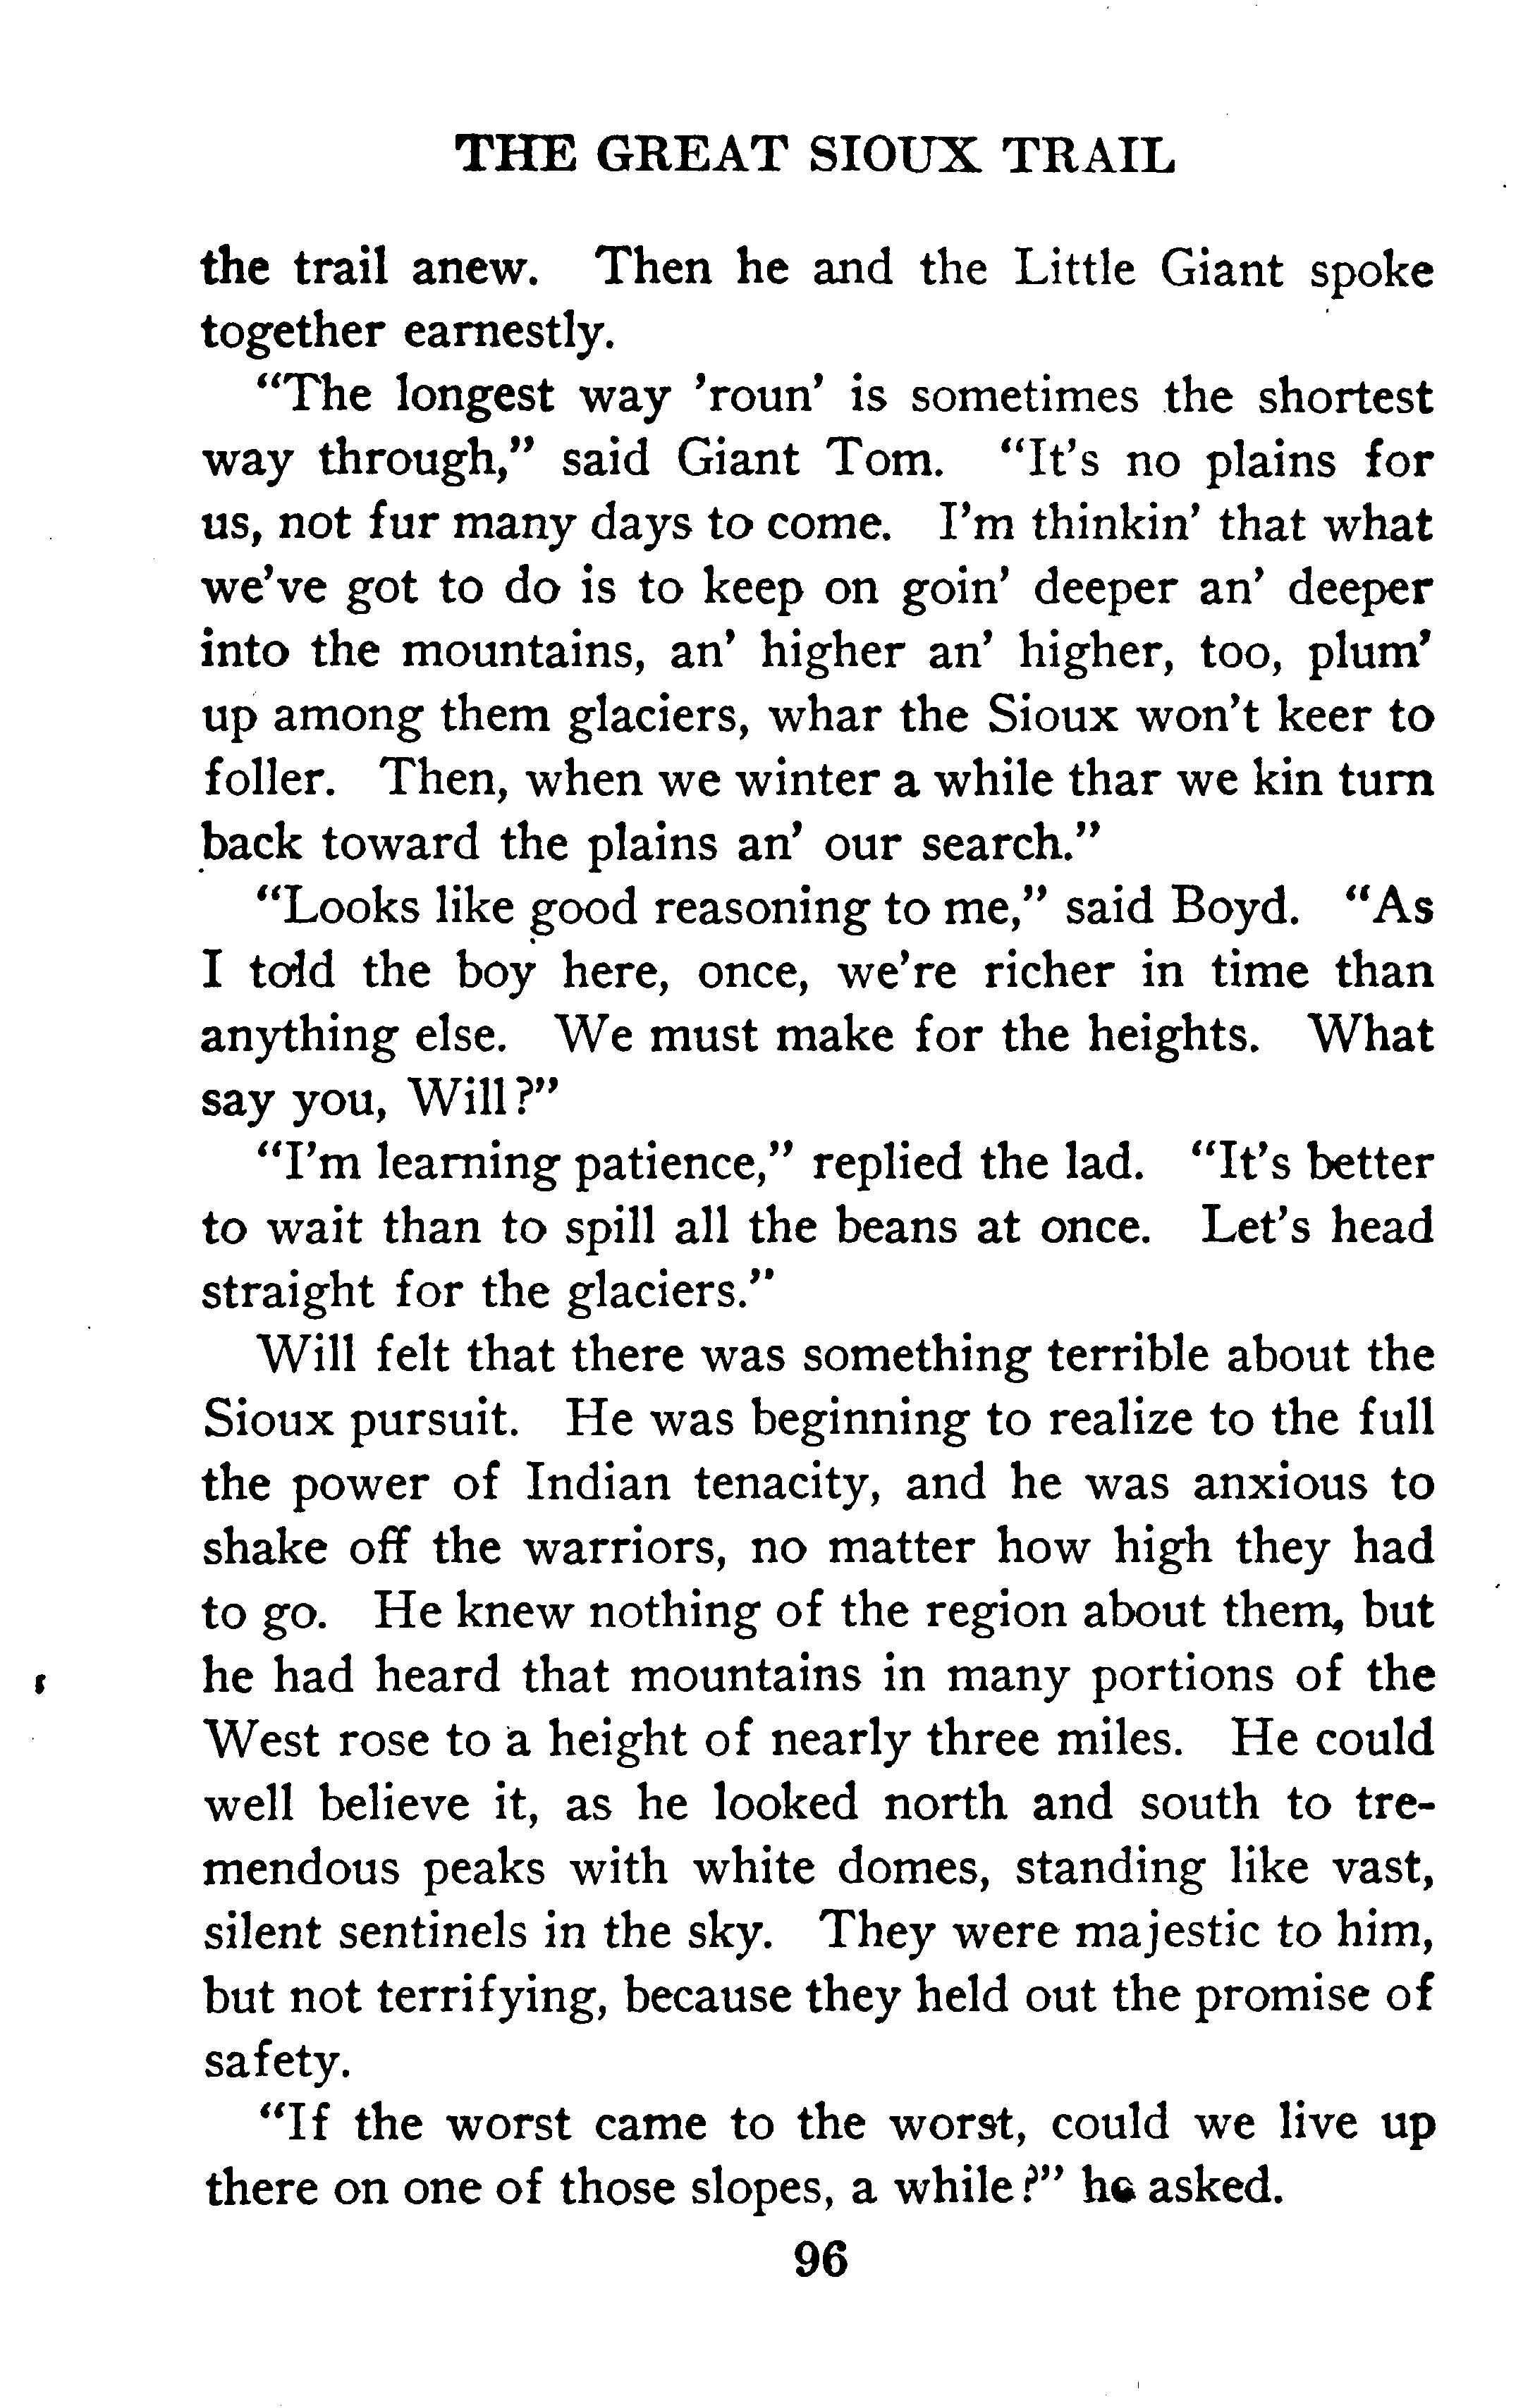 THE GREAT SIOUX TRAIL
the trail anew. Then he and the Little Giant spoke
together earnestly.
"The longest way 'roun' is sometimes the shortest
way through," said Giant Tom. "It's no plains for
us, not fur many days to come. I'm thinkin' that what
we've got to do is to keep on goin' deeper an' deeper
into the mountains, an' higher an' higher, too, plum'
up among them glaciers, whar the Sioux won't keer to
foller. Then, when we winter a while thar we kin turn
back toward the plains an' our search."
"Looks like good reasoning to me," said Boyd. "As
I told the boy here, once, we're richer in time than
anything else. We must make for the heights. What
say you, Will?"
"I'm learning patience," replied the lad. "It's better
to wait than to spill all the beans at once. Let's head
straight for the glaciers."
Will felt that there was something terrible about the
Sioux pursuit. He was beginning to realize to the full
the power of Indian tenacity, and he was anxious to
shake off the warriors, no matter how high they had
to go. He knew nothing of the region about them, but
he had heard that mountains in many portions of the
West rose to a height of nearly three miles. He could
well believe it, as he looked north and south to tre-
mendous peaks with white domes, standing like vast,
silent sentinels in the sky. They were majestic to him,
but not terrifying, because they held out the promise of
safety.
"If the worst came to the worst, could we live up
there on one of those slopes, a while?" he asked.
96